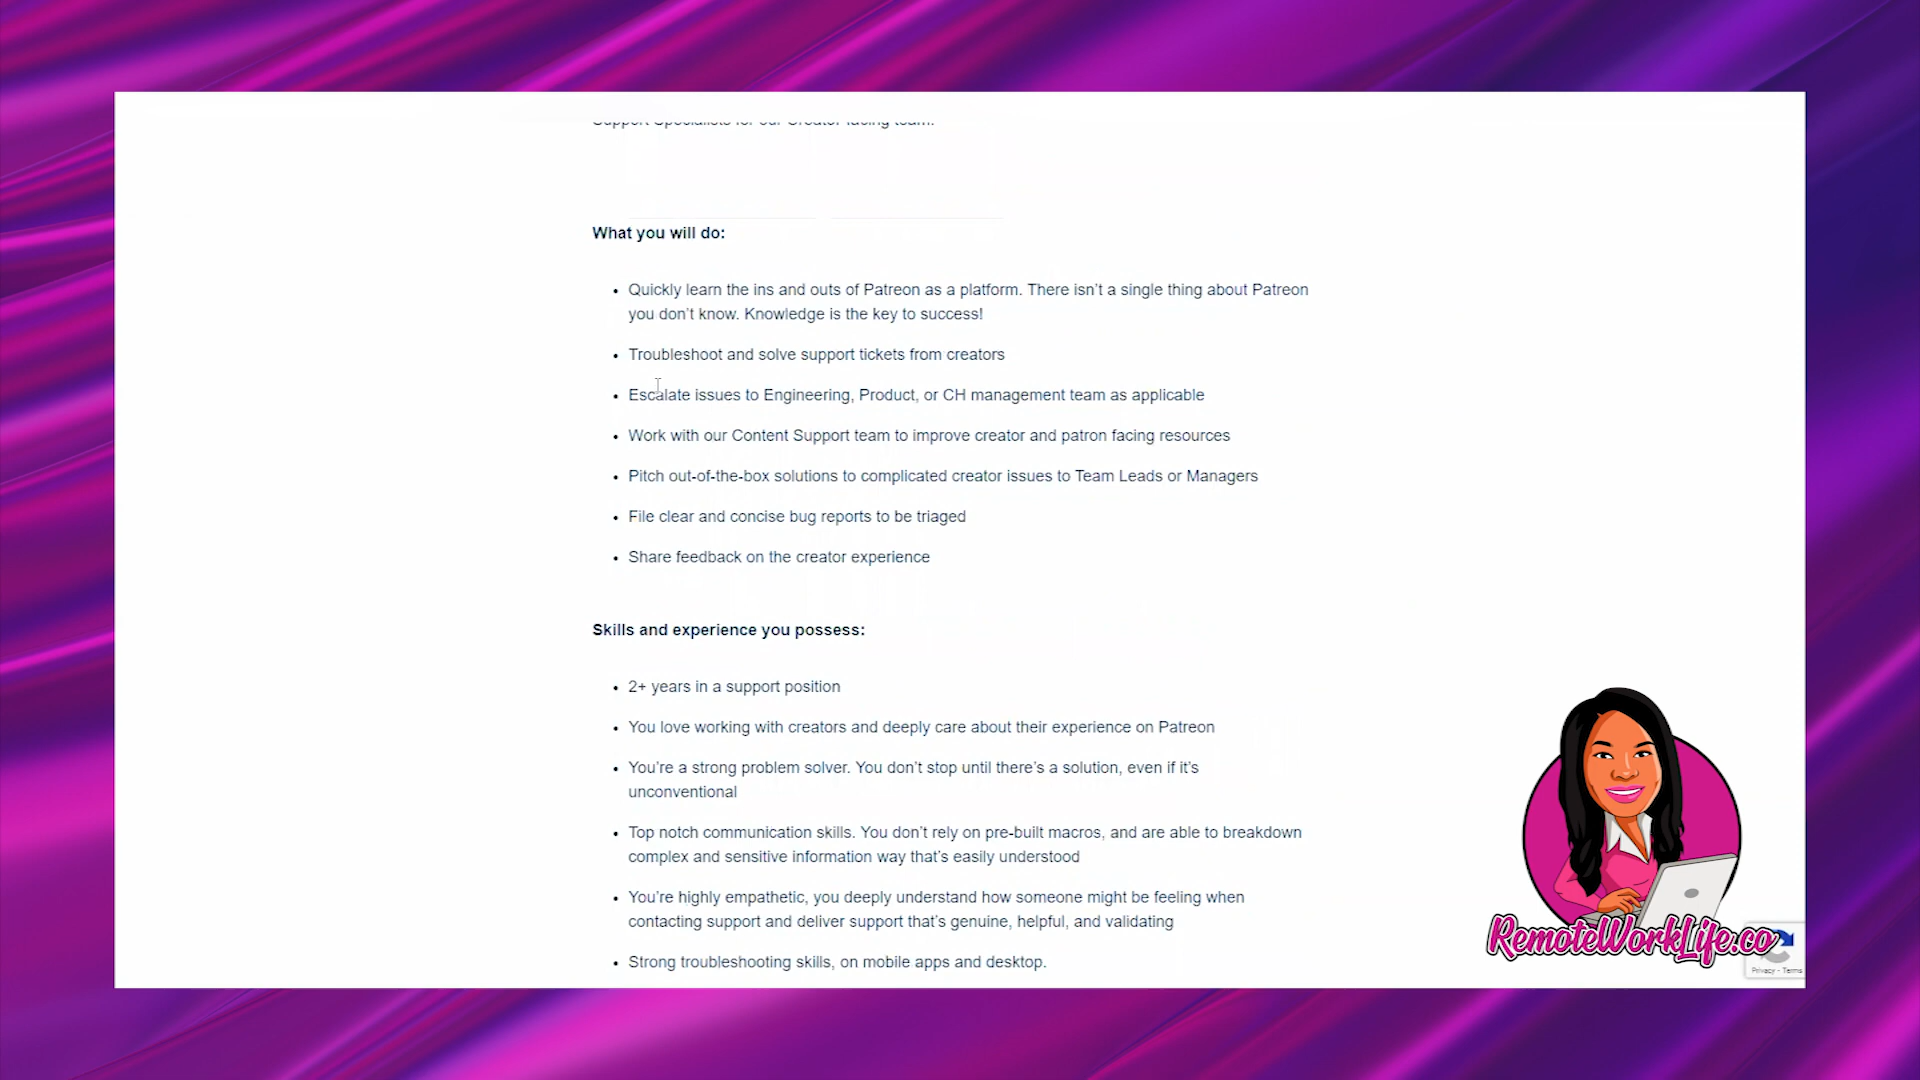 Support Specialists for our Creator facing team.
What you will do:
Quickly learn the ins and outs of Patreon as a platform. There isn’t a single thing about Patreon
you don’t know. Knowledge is the key to success!
Troubleshoot and solve support tickets from creators
Escalate issues to Engineering, Product, or CH management team as applicable
Work with our Content Support team to improve creator and patron facing resources
Pitch out-of-the-box solutions to complicated creator issues to Team Leads or Managers
File clear and concise bug reports to be triaged
Share feedback on the creator experience
Skills and experience you possess:
2+ years in a support position
You love working with creators and deeply care about their experience on Patreon
You’re a strong problem solver. You don’t stop until there’s a solution, even if it’s
unconventional
Top notch communication skills. You don’t rely on pre-built macros, and are able to breakdown
complex and sensitive information way that’s easily understood
You’re highly empathetic, you deeply understand how someone might be feeling when
contacting support and deliver support that’s genuine, helpful, and validating
Strong troubleshooting skills, on mobile apps and desktop.
RemoteWorkLife.co
Privacy - Terms